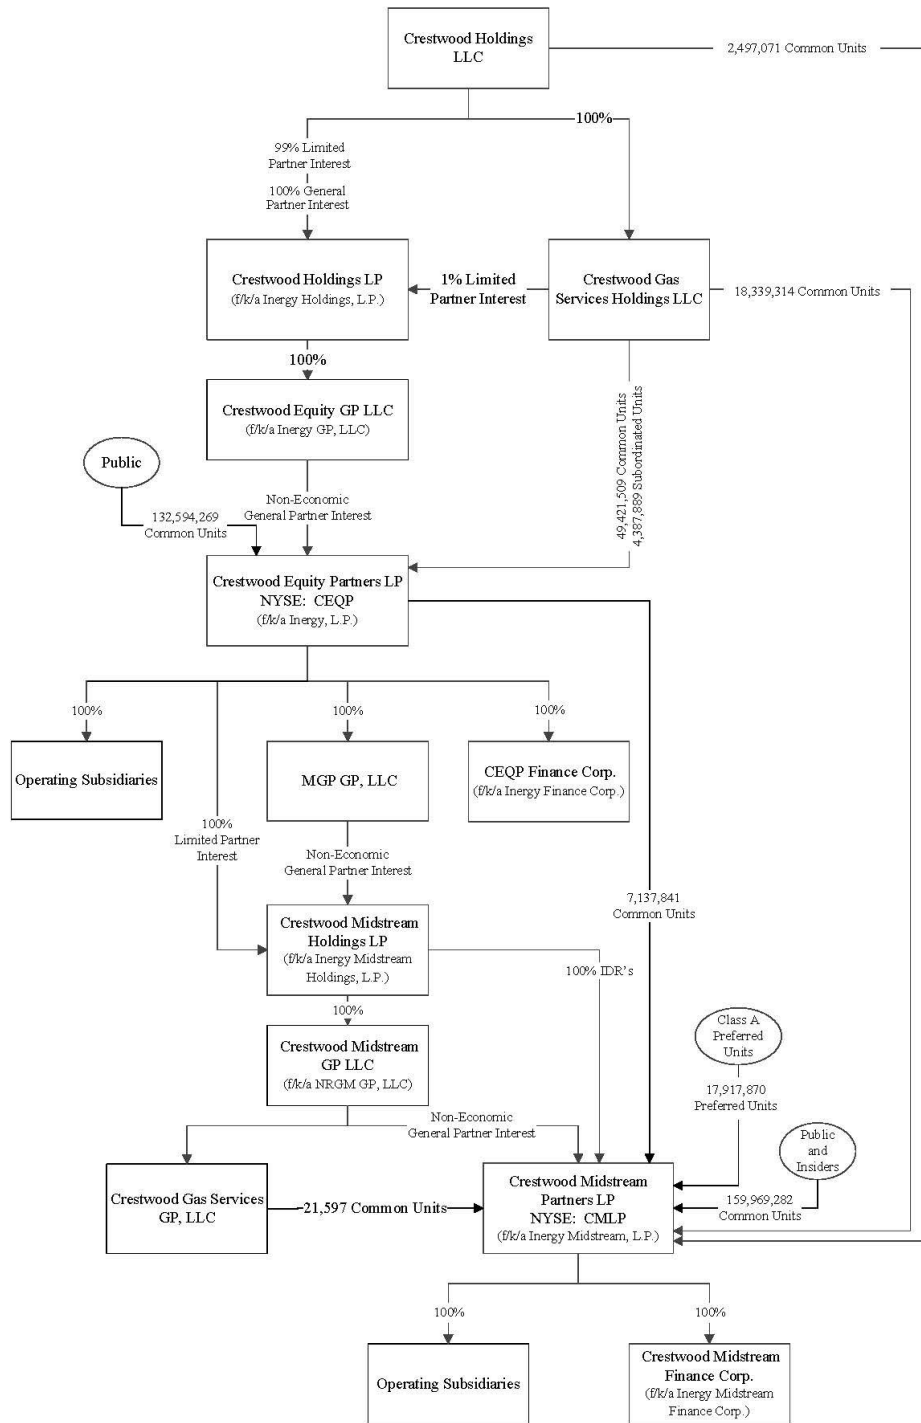 Crestwood Holdings
LLC
2,497,071 Common Units
100%
99% Limited
Partner Interest
100% General
Partner Interest
Crestwood Holdings LP
(f/k/a Inergy Holdings, L.P.)
1% Limited
Partner Interest
Crestwood Gas
Services Holdings LLC
18,339,314 Common Units
100%
Crestwood Equity GP LLC
(f/k/a Inergy GP, LLC)
49,421,509 Common Units
4,387,889 Subordinated Units
Public
132,594,269
Common Units
Non-Economic
General Partner Interest
Crestwood Equity Partners LP
NYSE: CEQP
(f/k/a Inergy, L.P.)
100%
100%
100%
Operating Subsidiaries
MGP GP, LLC
CEQP Finance Corp.
(f/k/a Inergy Finance Corp.)
100%
Limited Partner
Interest
Non-Economic
General Partner Interest
7,137,841
Common Units
Crestwood Midstream
Holdings LP
(f/k/a Inergy Midstream
Holdings, L.P.)
100% IDR's
100%
Class A
Preferred
Units
Crestwood Midstream
GP LLC
(f/k/a NRGM GP, LLC)
17,917,870
Preferred Units
Non-Economic
General Partner Interest
Public
and
Insiders
Crestwood Gas Services
GP, LLC
21,597 Common Units
Crestwood Midstream
Partners LP
NYSE: CMLP
(f/k/a Inergy Midstream, L.P.)
159,969,282
Common Units
100%
100%
Operating Subsidiaries
Crestwood Midstream
Finance Corp.
(f/k/a Inergy Midstream
Finance Corp.)